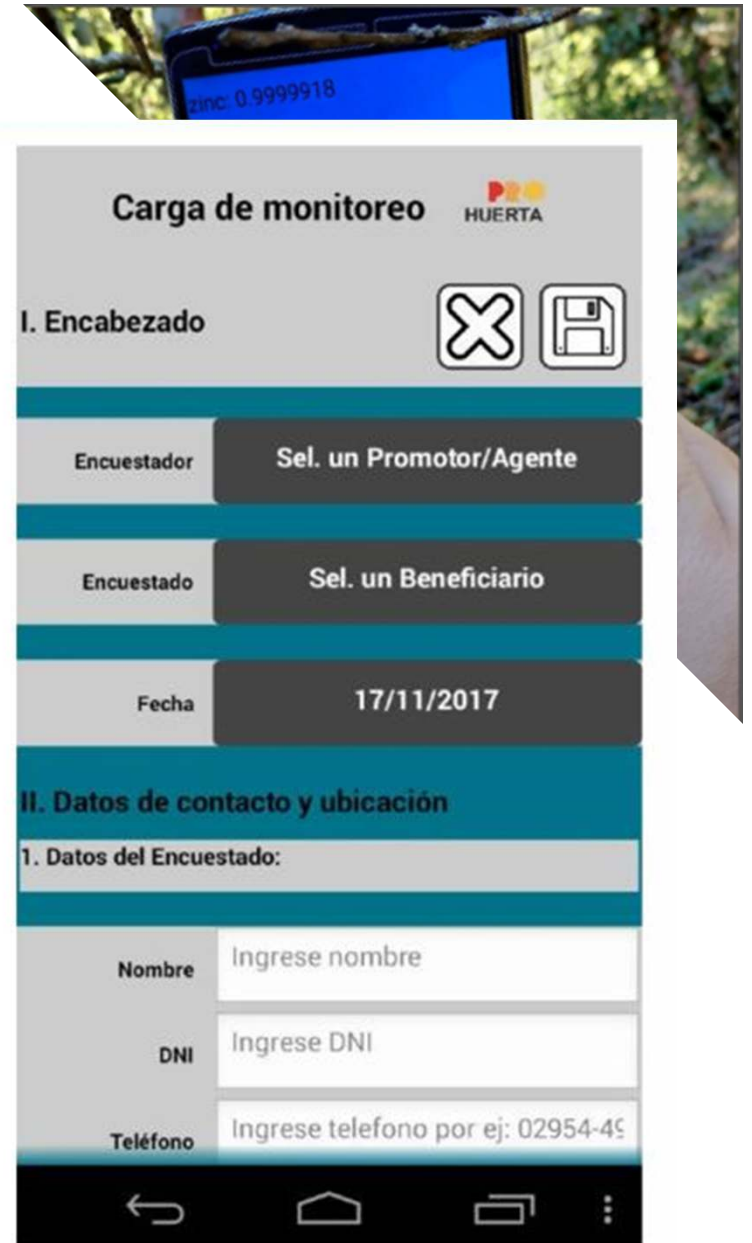 zinc: 0.9999918
Carga de monitoreo
PRO
HUERTA
I. Encabezado
Encuestador
Sel. un Promotor/Agente
Encuestado
Sel. un Beneficiario
Fecha
17/11/2017
II. Datos de contacto y ubicación
1. Datos del Encuestado:
Nombre
Ingrese nombre
DNI
Ingrese DNI
Teléfono
Ingrese telefono por ej: 02954-49